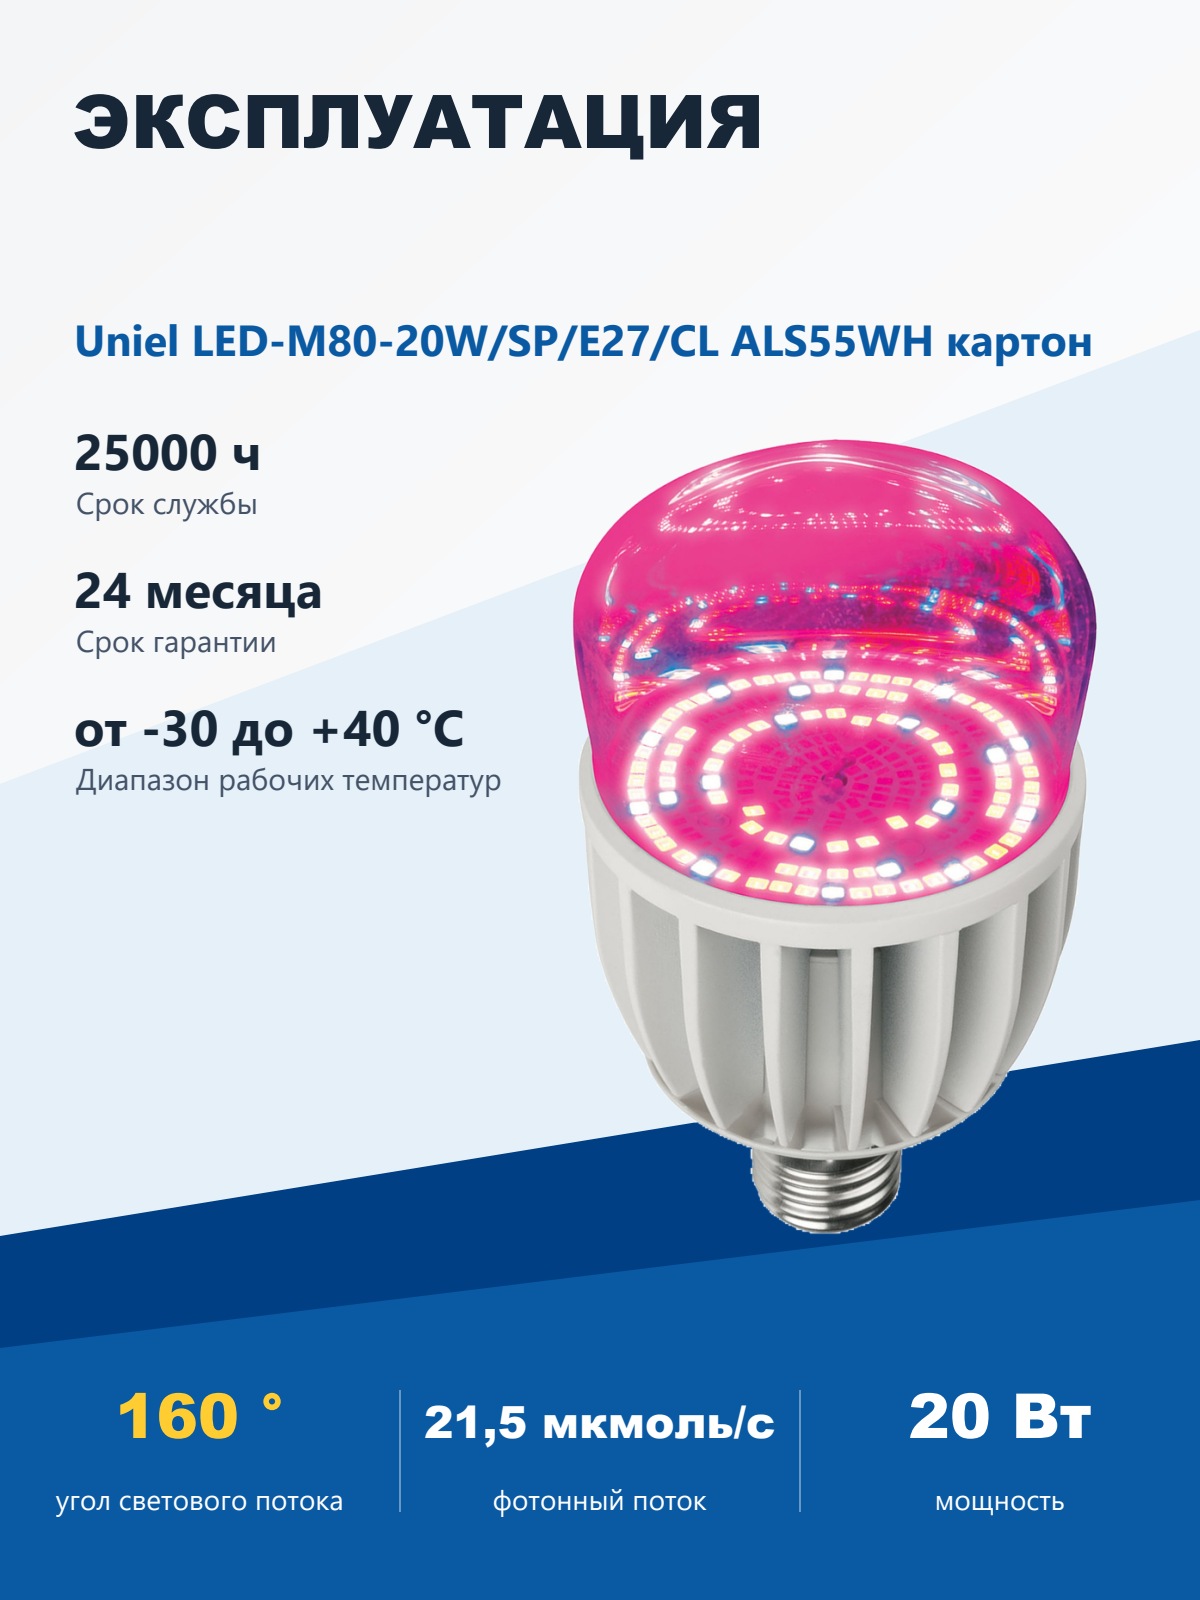 ЭКСПЛУАТАЦИЯ
Uniel LED-M80-20W/SP/E27/CL ALS55WH картон
25000 ч
Срок службы
24 месяца
Срок гарантии
от -30 до +40 °C
Диапазон рабочих температур
160 °
угол светового потока
21,5 мкмоль/с
фотонный поток
20 Вт
мощность